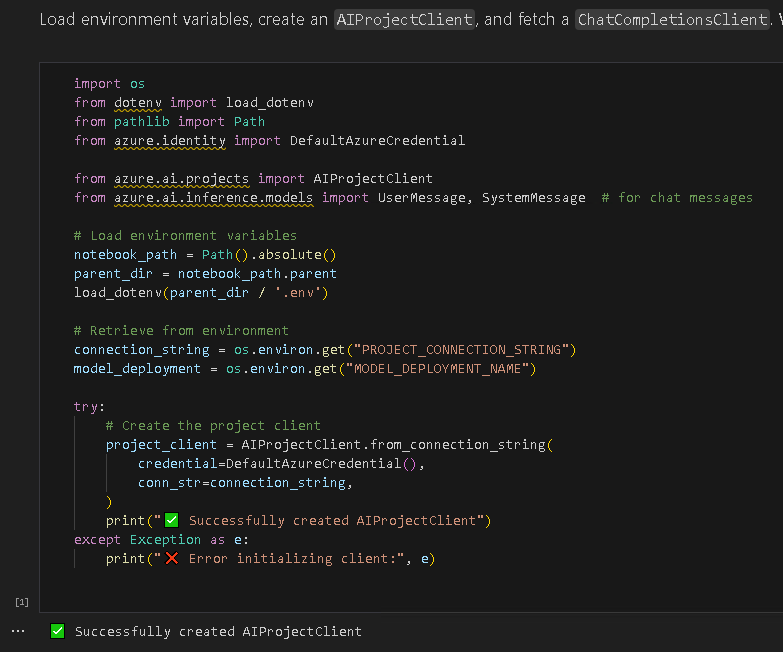 Load environment variables, create an AIProjectClient, and fetch a ChatCompletionsClient.
import os
from dotenv import load_dotenv
from pathlib import Path
from azure.identity import DefaultAzureCredential
from azure.ai.projects import AIProjectClient
from azure.ai.inference.models import UserMessage, SystemMessage  # for chat messages
# Load environment variables
notebook_path = Path().absolute()
parent_dir = notebook_path.parent
load_dotenv(parent_dir / '.env')
# Retrieve from environment
connection_string = os.environ.get("PROJECT_CONNECTION_STRING")
model_deployment = os.environ.get("MODEL_DEPLOYMENT_NAME")
try:
    # Create the project client
    project_client = AIProjectClient.from_connection_string(
        credential=DefaultAzureCredential(),
        conn_str=connection_string,
    )
    print("✅ Successfully created AIProjectClient")
except Exception as e:
    print("❌ Error initializing client:", e)
[1]
... ✅ Successfully created AIProjectClient